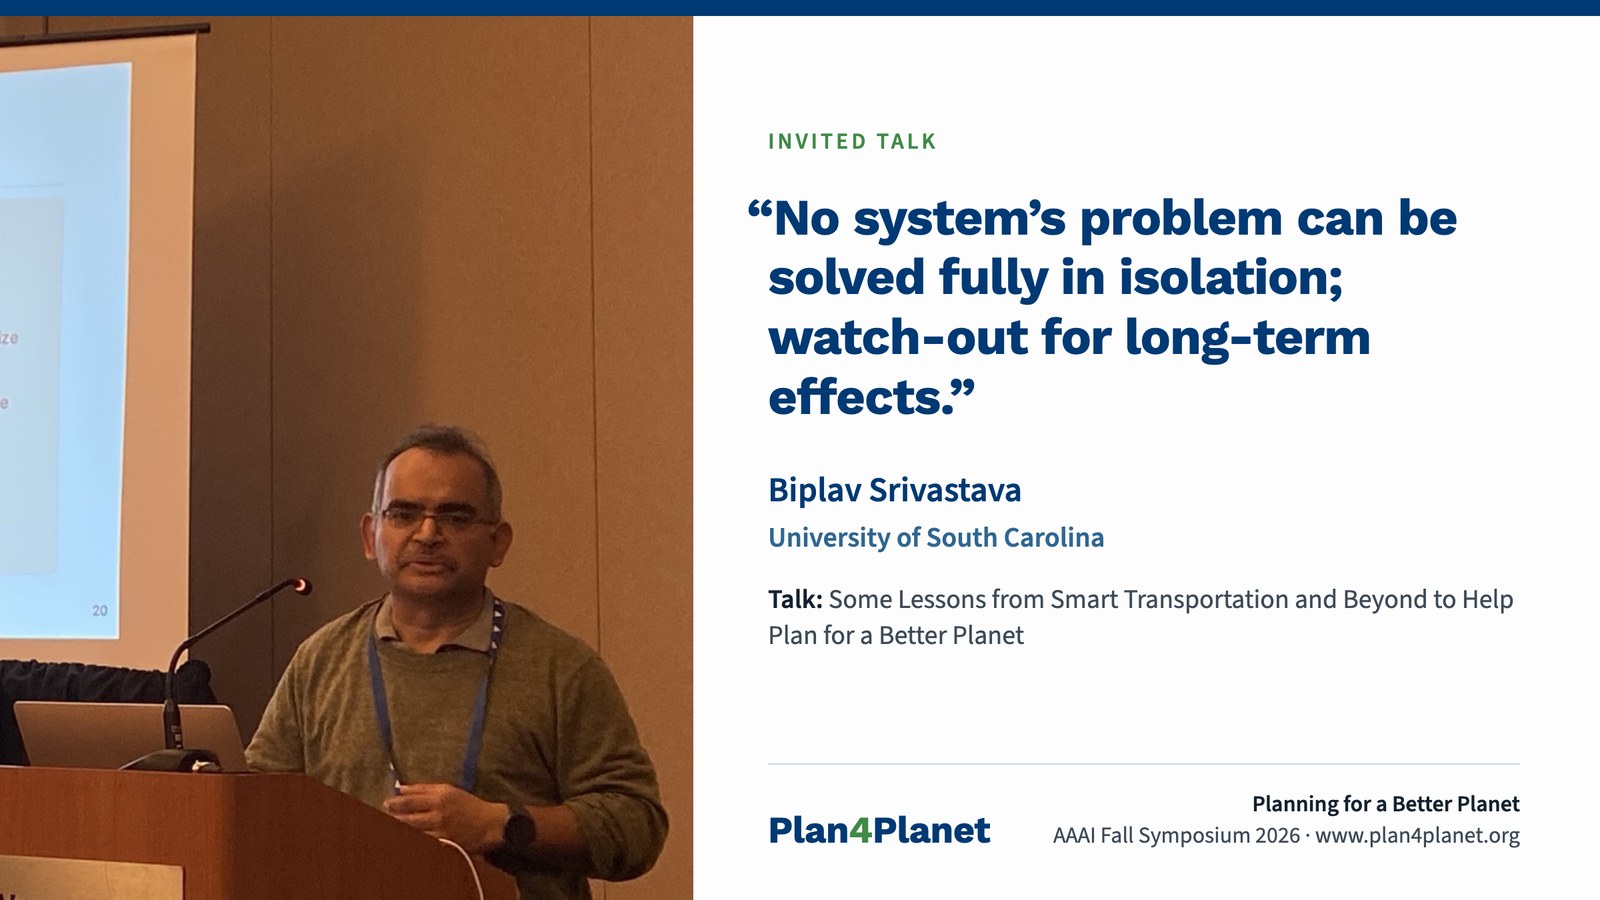 INVITED TALK
“No system’s problem can be
solved fully in isolation;
watch-out for long-term
effects.”
Biplav Srivastava
University of South Carolina
Talk: Some Lessons from Smart Transportation and Beyond to Help
Plan for a Better Planet
Plan4Planet
Planning for a Better Planet
AAAI Fall Symposium 2026 · www.plan4planet.org
20